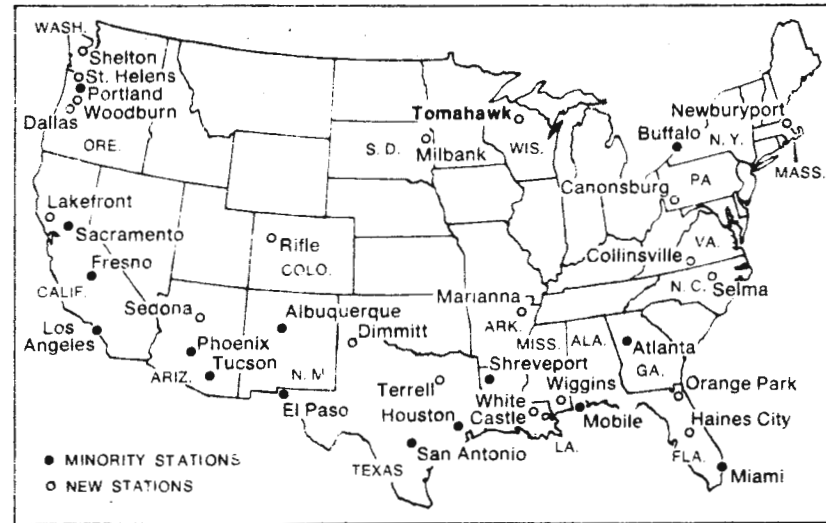 WASH.
Shelton
St. Helens
Portland
Woodburn
Dallas
ORE.
Tomahawk
WIS.
S. D.
Milbank
Newburyport
Buffalo
N. Y.
MASS.
Canonsburg
PA
Lakefront
Sacramento
Fresno
CALIF.
Los
Angeles
Rifle
COLO.
Collinsville
VA.
N. C.
Selma
Marianna
ARK.
Sedona
Albuquerque
Dimmitt
Phoenix
Tucson
ARIZ.
N. M
El Paso
MISS.
ALA.
Atlanta
GA.
Shreveport
Terrell
Wiggins
White
Castle
Houston
Mobile
San Antonio
LA.
TEXAS
Orange Park
Haines City
FLA.
Miami
MINORITY STATIONS
NEW STATIONS